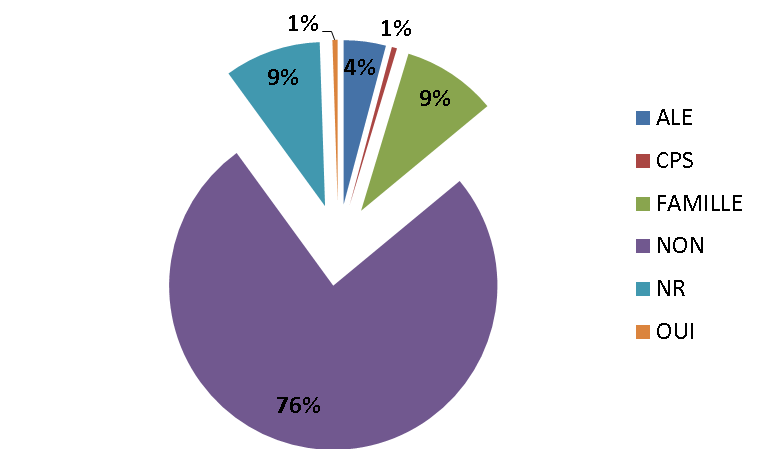 1%
4%
1%
9%
9%
76%
ALE
CPS
FAMILLE
NON
NR
OUI